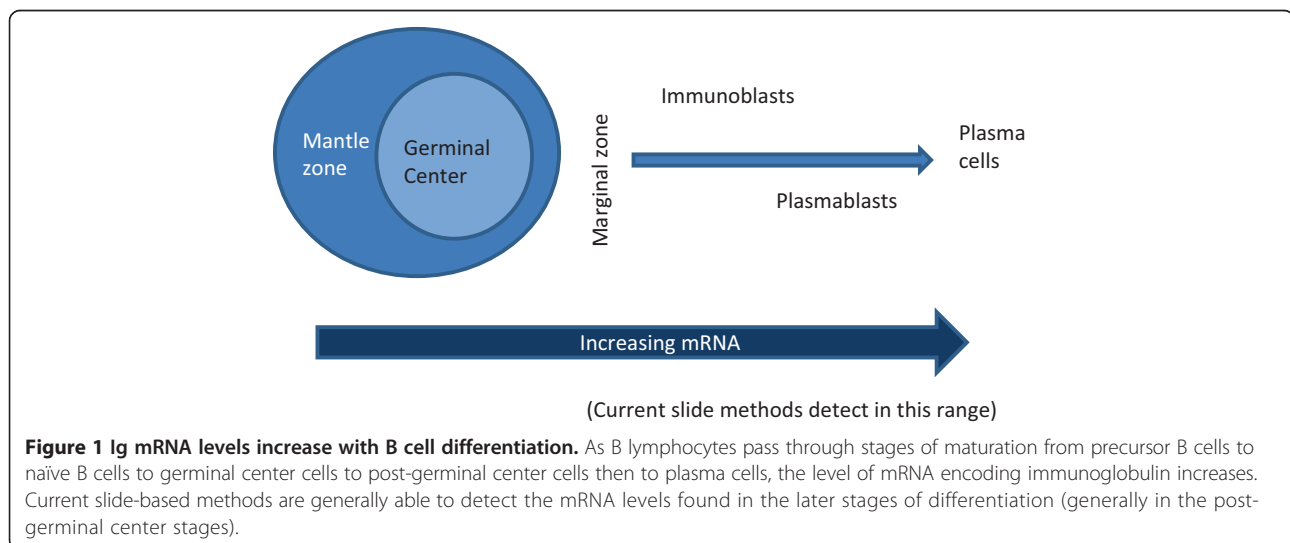 Immunoblasts
Mantle
zone
Germinal
Center
Marginal zone
Plasma
cells
Plasmablasts
Increasing mRNA
(Current slide methods detect in this range)
Figure 1 Ig mRNA levels increase with B cell differentiation. As B lymphocytes pass through stages of maturation from precursor B cells to
naïve B cells to germinal center cells to post-germinal center cells then to plasma cells, the level of mRNA encoding immunoglobulin increases.
Current slide-based methods are generally able to detect the mRNA levels found in the later stages of differentiation (generally in the post-
germinal center stages).